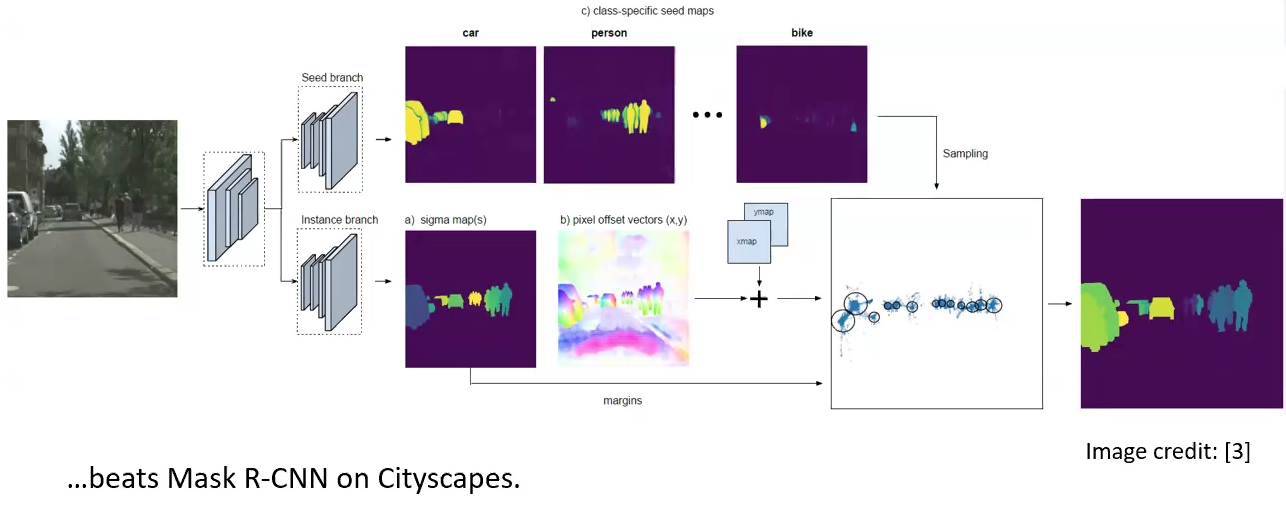 c) class-specific seed maps
car
person
bike
Seed branch
Sampling
Instance branch
a) sigma map(s)
b) pixel offset vectors (x,y)
ymap
xmap
+
margins
Image credit: [3]
...beats Mask R-CNN on Cityscapes.